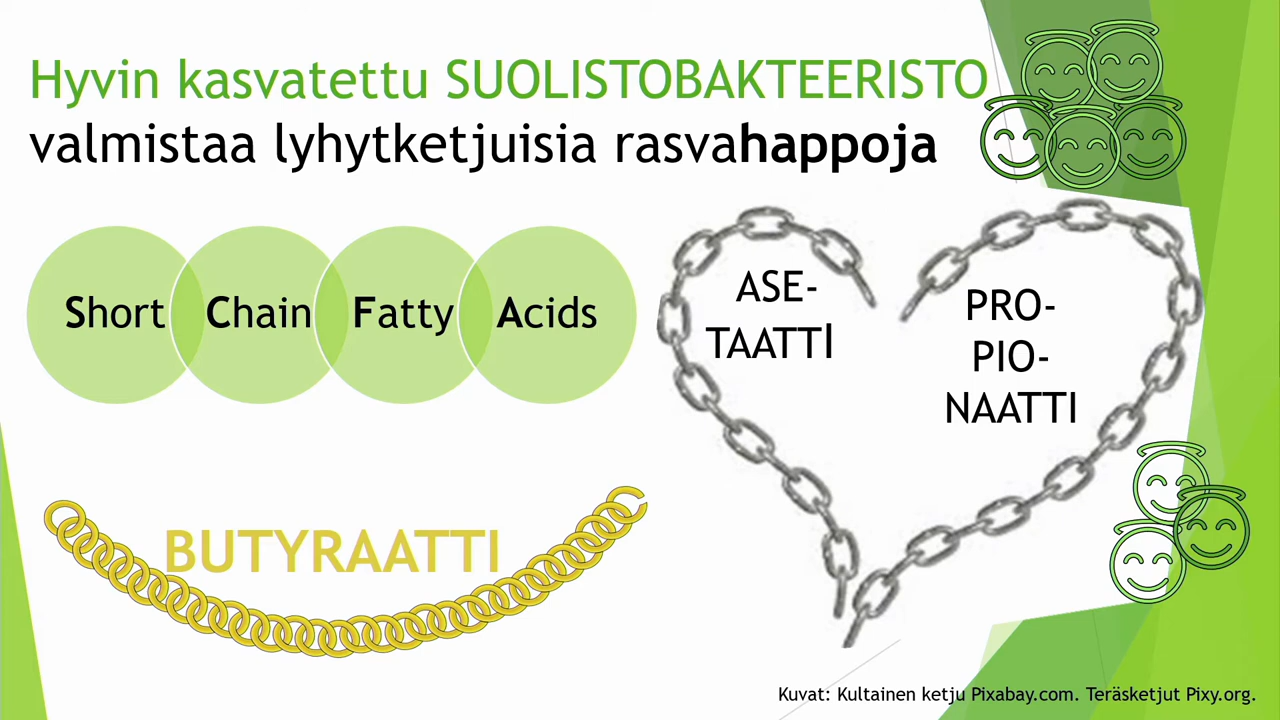 Hyvin kasvatettu SUOLISTOBAKTEERISTO
valmistaa lyhytketjuisia rasvahappoja
Short Chain Fatty Acids
ASE-
TAATTI
PRO-
PIO-
NAATTI
BUTYRAATTI
Kuvat: Kultainen ketju Pixabay.com. Teräsketjut Pixy.org.